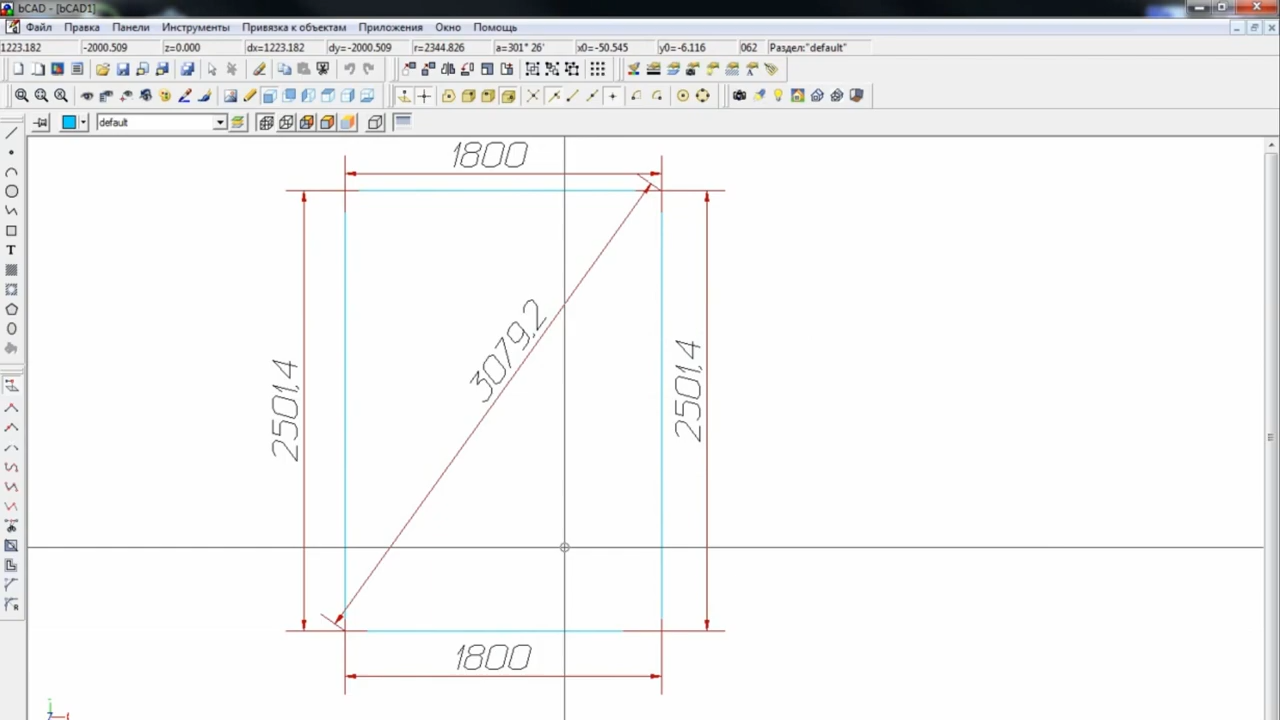 bCAD - [bCAD1]
Файл Правка Панели Инструменты Привязка к объектам Приложения Окно Помощь
1223.182 -2000.509 z=0.000 dx=1223.182 dy=-2000.509 r=2344.826 a=301° 26' x0= -50.545 y0= -6.116 062 Раздел:"default"
default
T
1800
3079,2
2501,4
2501,4
1800